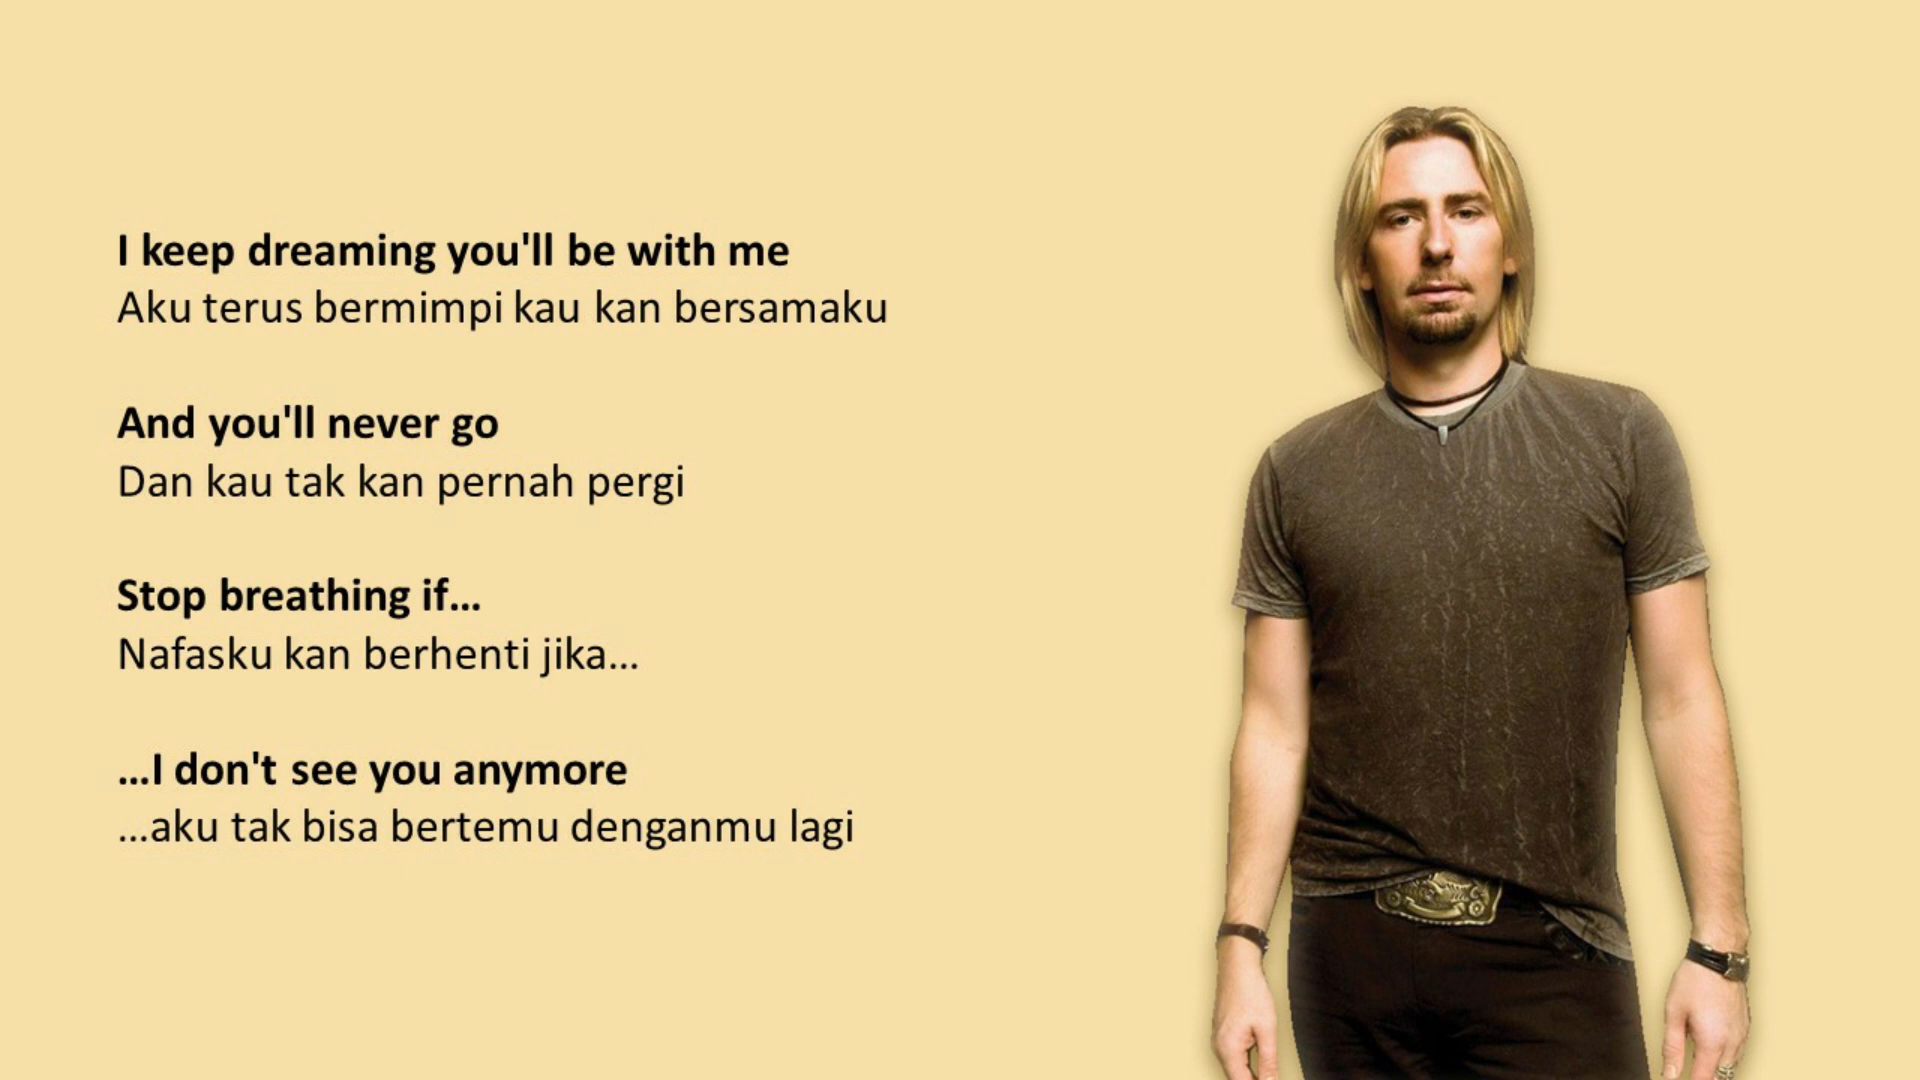 I keep dreaming you'll be with me
Aku terus bermimpi kau kan bersamaku
And you'll never go
Dan kau tak kan pernah pergi
Stop breathing if...
Nafasku kan berhenti jika...
...I don't see you anymore
...aku tak bisa bertemu denganmu lagi